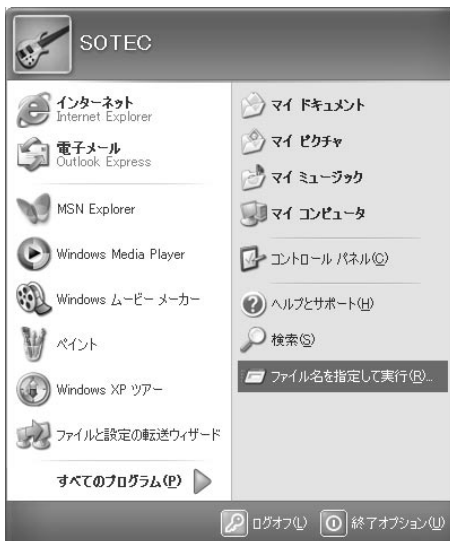 SOTEC
インターネット
Internet Explorer
電子メール
Outlook Express
MSN Explorer
Windows Media Player
Windows ムービー メーカー
ペイント
Windows XP ツアー
ファイルと設定の転送ウィザード
すべてのプログラム(P)
マイ ドキュメント
マイ ピクチャ
マイ ミュージック
マイ コンピュータ
コントロール パネル(C)
ヘルプとサポート(H)
検索(S)
ファイル名を指定して実行(R)...
ログオフ(L)
終了オプション(U)